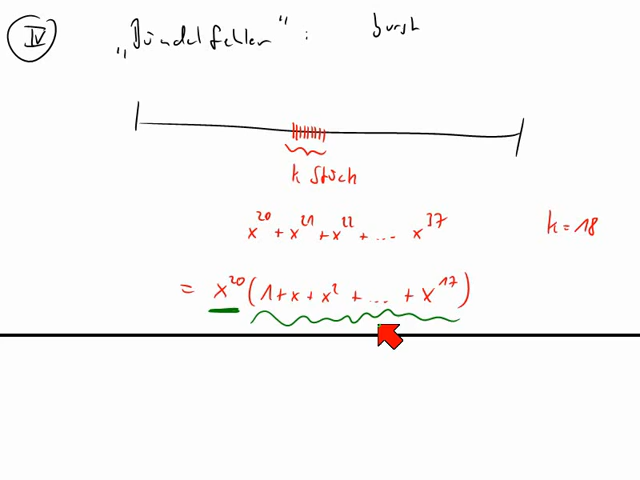 IV „Bündelfehler" : burst
k Stück
x^20 + x^21 + x^22 + ... x^37 k = 18
= x^20 (1 + x + x^2 + ... + x^17)